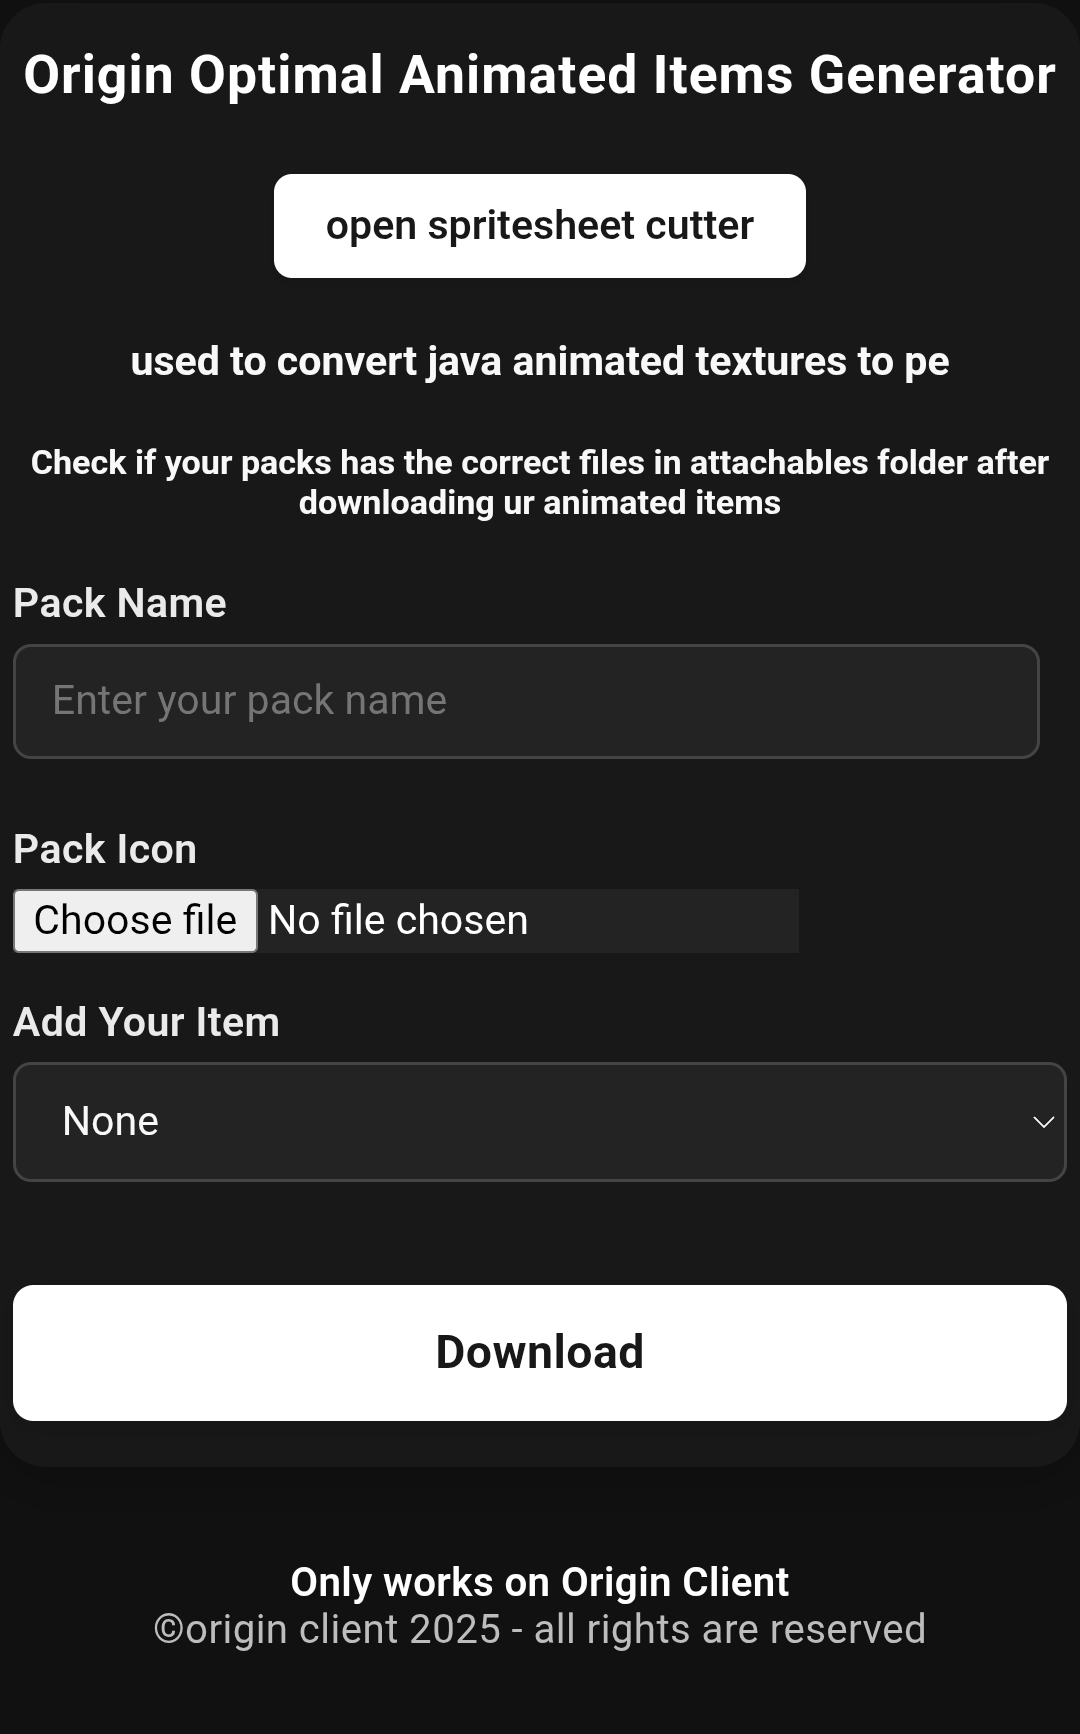 Origin Optimal Animated Items Generator
open spritesheet cutter
used to convert java animated textures to pe
Check if your packs has the correct files in attachables folder after
downloading ur animated items
Pack Name
Enter your pack name
Pack Icon
Choose file No file chosen
Add Your Item
None
Download
Only works on Origin Client
©origin client 2025 - all rights are reserved